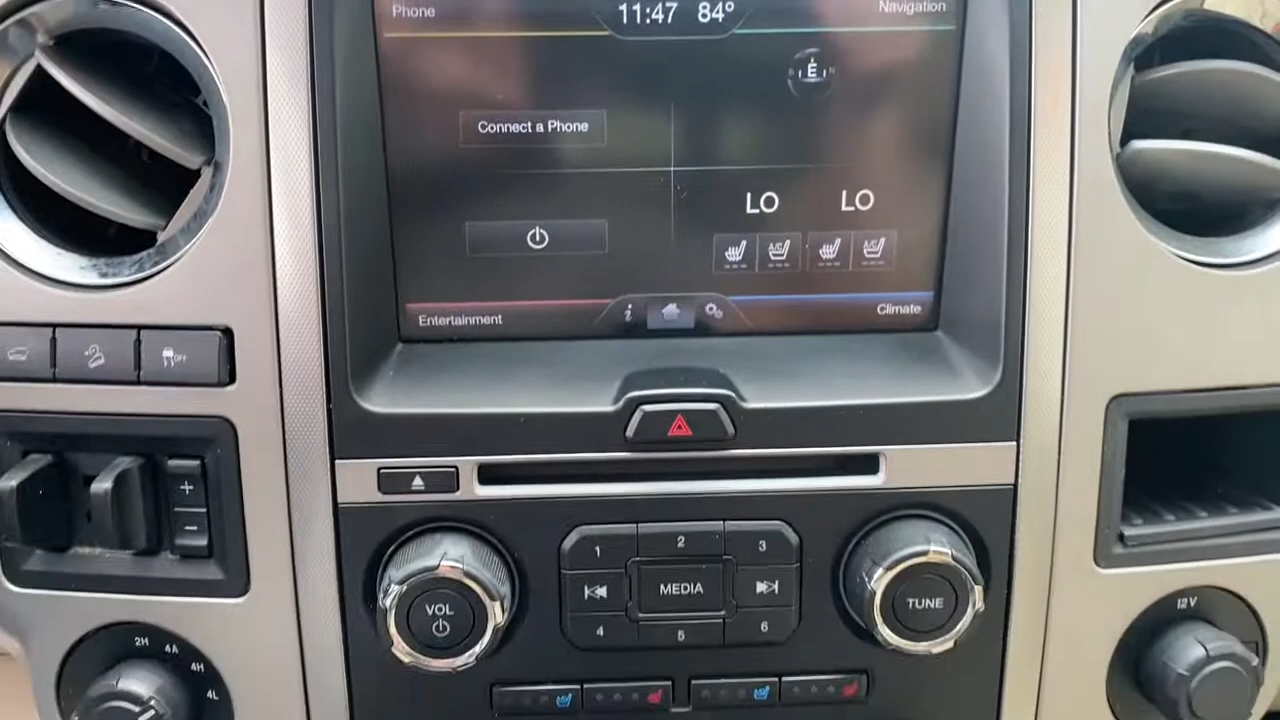 Phone
11:47 84°
Navigation
E
Connect a Phone
LO LO
A/C A/C
Entertainment
i
Climate
OFF
+
-
1 2 3
MEDIA
4 5 6
VOL
TUNE
12V
2H
4A
4H
4L